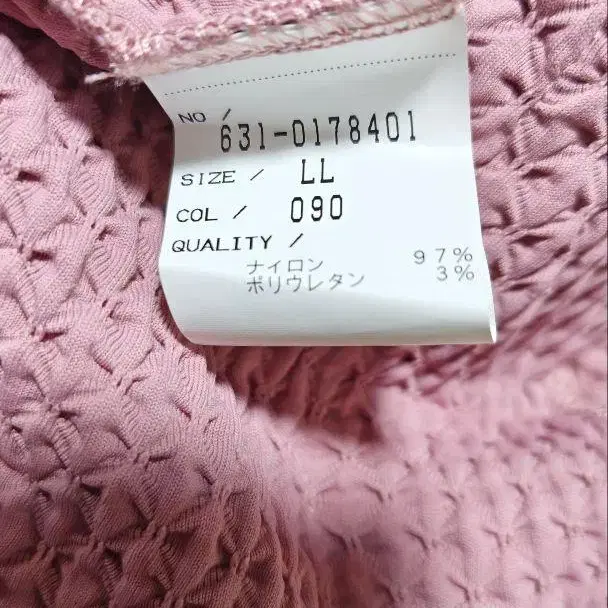 NO /
631-0178401
SIZE / LL
COL / 090
QUALITY /
ナイロン 97%
ポリウレタン 3%